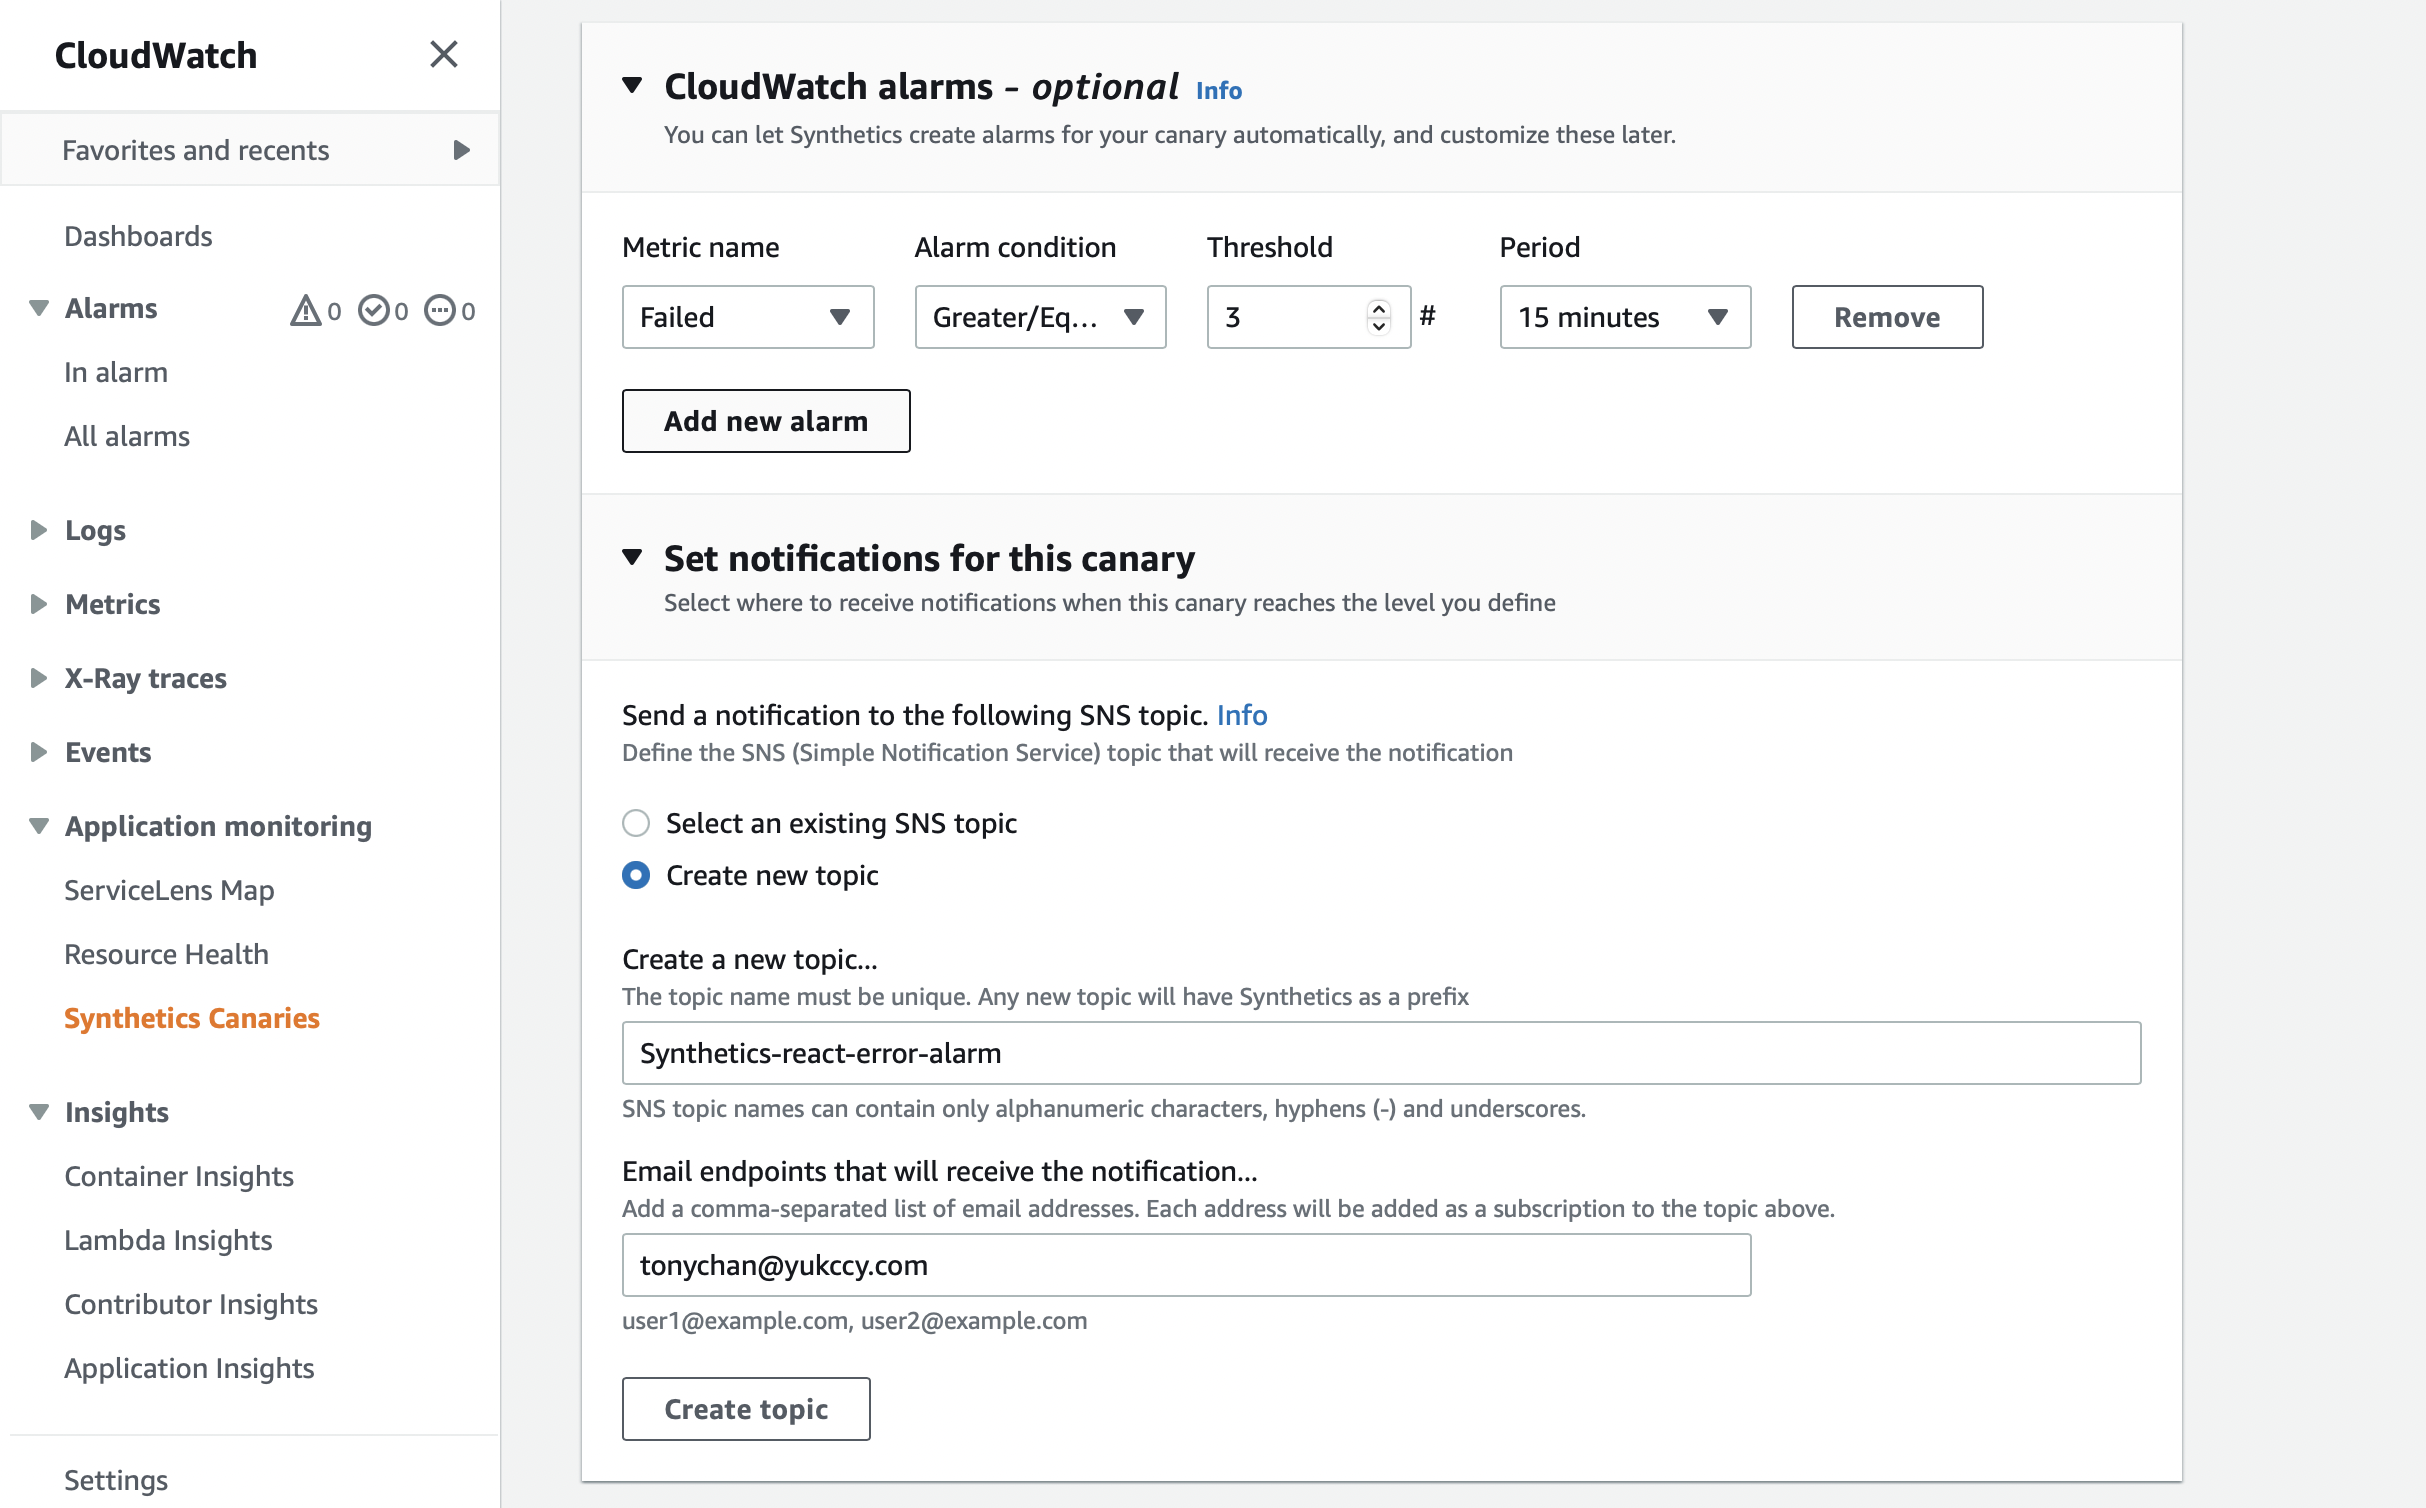 CloudWatch
Favorites and recents
Dashboards
Alarms 0 0 0
In alarm
All alarms
Logs
Metrics
X-Ray traces
Events
Application monitoring
ServiceLens Map
Resource Health
Synthetics Canaries
Insights
Container Insights
Lambda Insights
Contributor Insights
Application Insights
Settings
CloudWatch alarms - optional Info
You can let Synthetics create alarms for your canary automatically, and customize these later.
Metric name Alarm condition Threshold Period
Failed Greater/Eq... 3 # 15 minutes Remove
Add new alarm
Set notifications for this canary
Select where to receive notifications when this canary reaches the level you define
Send a notification to the following SNS topic. Info
Define the SNS (Simple Notification Service) topic that will receive the notification
Select an existing SNS topic
Create new topic
Create a new topic...
The topic name must be unique. Any new topic will have Synthetics as a prefix
Synthetics-react-error-alarm
SNS topic names can contain only alphanumeric characters, hyphens (-) and underscores.
Email endpoints that will receive the notification...
Add a comma-separated list of email addresses. Each address will be added as a subscription to the topic above.
tonychan@yukccy.com
user1@example.com, user2@example.com
Create topic